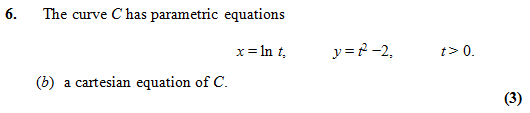 6. The curve C has parametric equations
x = ln t, y = t² −2, t > 0.
(b) a cartesian equation of C.
(3)